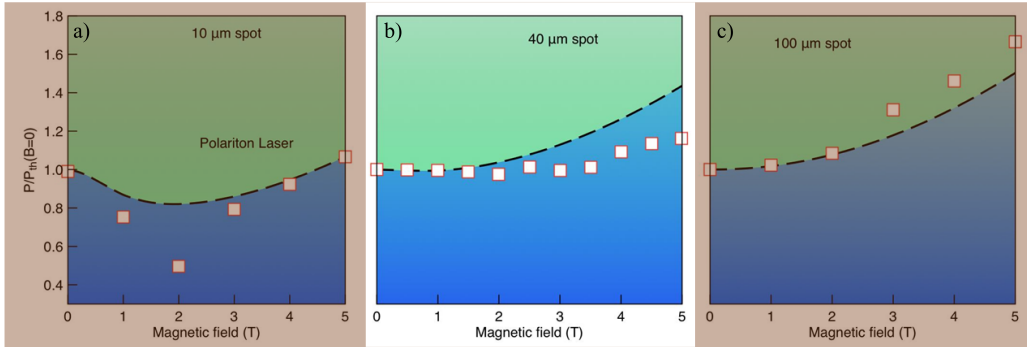 a)
10 µm spot
Polariton Laser
P/Pth(B=0)
1.8
1.6
1.4
1.2
1.0
0.8
0.6
0.4
0 1 2 3 4 5
Magnetic field (T)
b)
40 µm spot
0 1 2 3 4 5
Magnetic field (T)
c)
100 µm spot
0 1 2 3 4 5
Magnetic field (T)